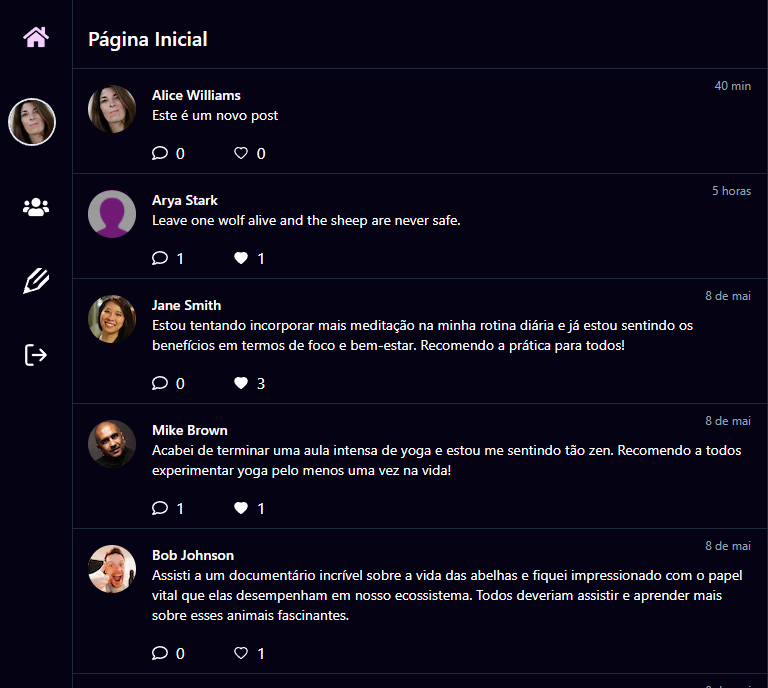 Página Inicial
Alice Williams
40 min
Este é um novo post
0 0
Arya Stark
5 horas
Leave one wolf alive and the sheep are never safe.
1 1
Jane Smith
8 de mai
Estou tentando incorporar mais meditação na minha rotina diária e já estou sentindo os
benefícios em termos de foco e bem-estar. Recomendo a prática para todos!
0 3
Mike Brown
8 de mai
Acabei de terminar uma aula intensa de yoga e estou me sentindo tão zen. Recomendo a todos
experimentar yoga pelo menos uma vez na vida!
1 1
Bob Johnson
8 de mai
Assisti a um documentário incrível sobre a vida das abelhas e fiquei impressionado com o papel
vital que elas desempenham em nosso ecossistema. Todos deveriam assistir e aprender mais
sobre esses animais fascinantes.
0 1